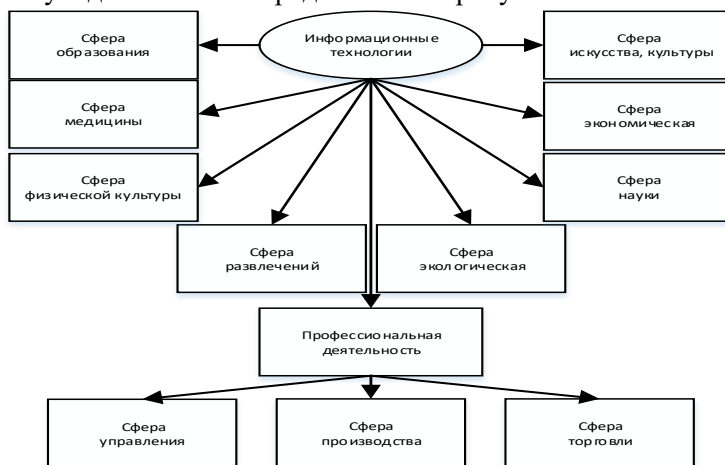 Сфера
образования
Информационные
технологии
Сфера
искусства, культуры
Сфера
медицины
Сфера
экономическая
Сфера
физической культуры
Сфера
науки
Сфера
развлечений
Сфера
экологическая
Профессиональная
деятельность
Сфера
управления
Сфера
производства
Сфера
торговли